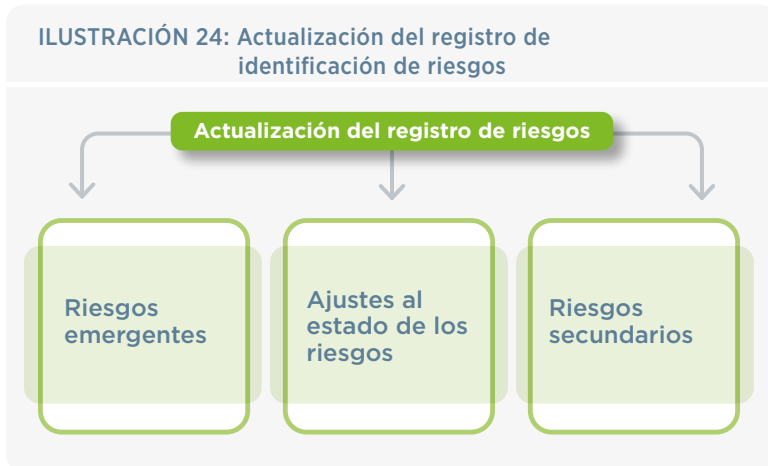 ILUSTRACIÓN 24: Actualización del registro de
identificación de riesgos
Actualización del registro de riesgos
Riesgos
emergentes
Ajustes al
estado de los
riesgos
Riesgos
secundarios